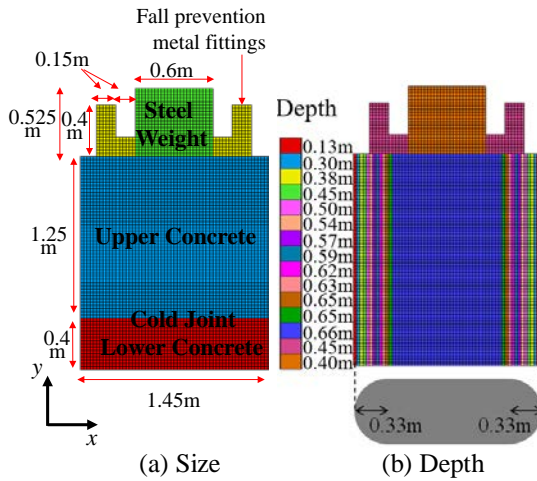 Fall prevention
metal fittings
0.15m
0.6m
0.525
m
0.4
m
Steel
Weight
1.25
m
Upper Concrete
Cold Joint
0.4
m
Lower Concrete
y
x
1.45m
(a) Size
Depth
0.13m
0.30m
0.38m
0.45m
0.50m
0.54m
0.57m
0.59m
0.62m
0.63m
0.65m
0.65m
0.66m
0.45m
0.40m
0.33m
0.33m
(b) Depth